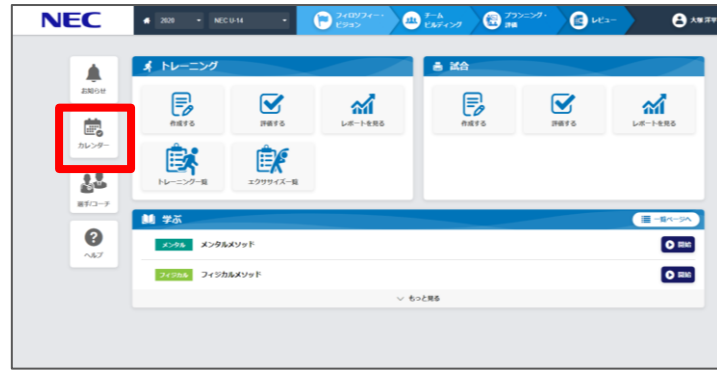 NEC
2020
NEC U-14
フィロソフィー・
ビジョン
チーム
ビルディング
プランニング・
評価
レビュー
大塚 洋平
お知らせ
カレンダー
選手/コーチ
ヘルプ
トレーニング
作成する
評価する
レポートを見る
トレーニング一覧
エクササイズ一覧
試合
作成する
評価する
レポートを見る
学ぶ
一覧ページへ
メンタル メンタルメソッド
開始
フィジカル フィジカルメソッド
開始
もっと見る